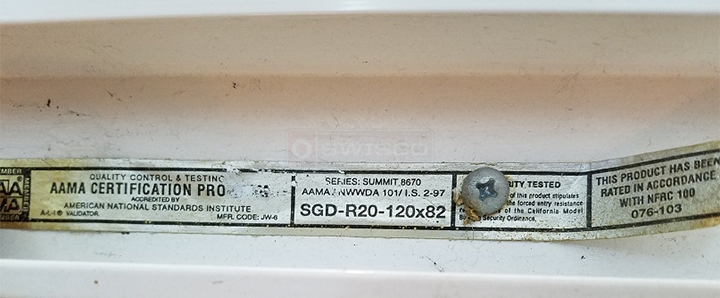 QUALITY CONTROL & TESTING
AAMA CERTIFICATION PRO
ACCREDITED BY
AMERICAN NATIONAL STANDARDS INSTITUTE
VALIDATOR
MFR. CODE: JW-6
SERIES: SUMMIT 8670
AAMA/NWWDA 101/I.S. 2-97
SGD-R20-120x82
RITY TESTED
of this product stipulates
the forced entry resistance
of the California Model
Security Ordinance.
THIS PRODUCT HAS BEEN
RATED IN ACCORDANCE
WITH NFRC 100
076-103